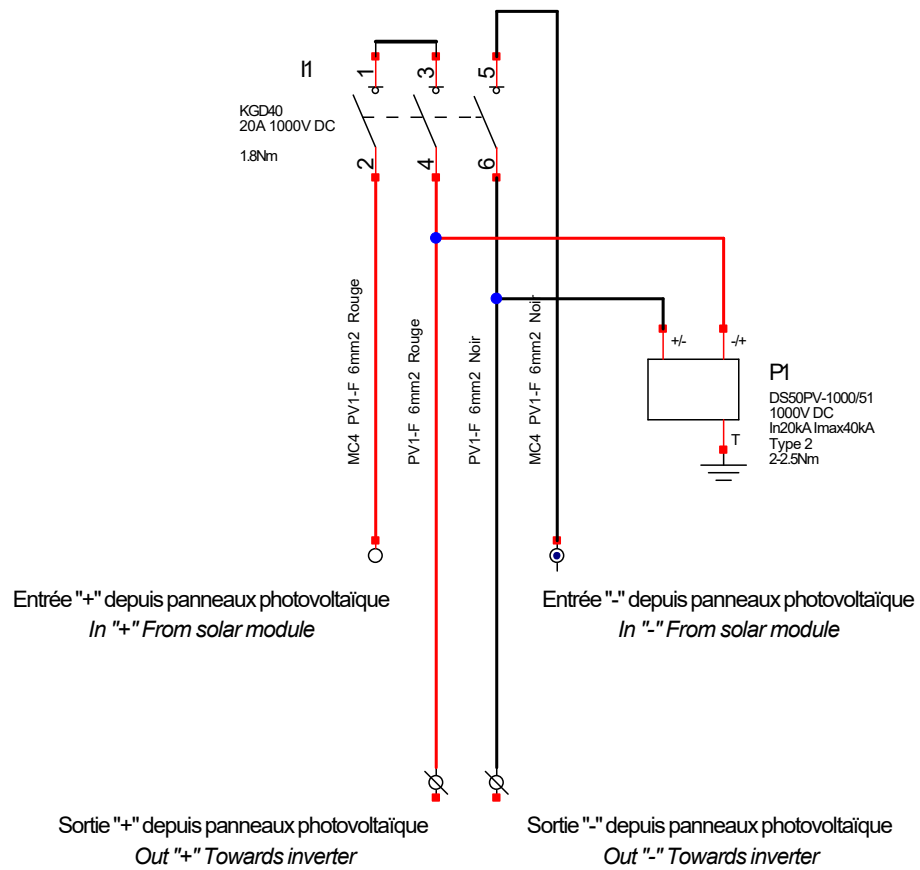 I1
KGD40
20A 1000V DC
1.8Nm
1
3
5
2
4
6
MC4 PV1-F 6mm2 Rouge
PV1-F 6mm2 Rouge
PV1-F 6mm2 Noir
MC4 PV1-F 6mm2 Noir
+/-
-/+
T
P1
DS50PV-1000/51
1000V DC
In20kA Imax40kA
Type 2
2-2.5Nm
Entrée "+" depuis panneaux photovoltaïque
In "+" From solar module
Entrée "-" depuis panneaux photovoltaïque
In "-" From solar module
Sortie "+" depuis panneaux photovoltaïque
Out "+" Towards inverter
Sortie "-" depuis panneaux photovoltaïque
Out "-" Towards inverter